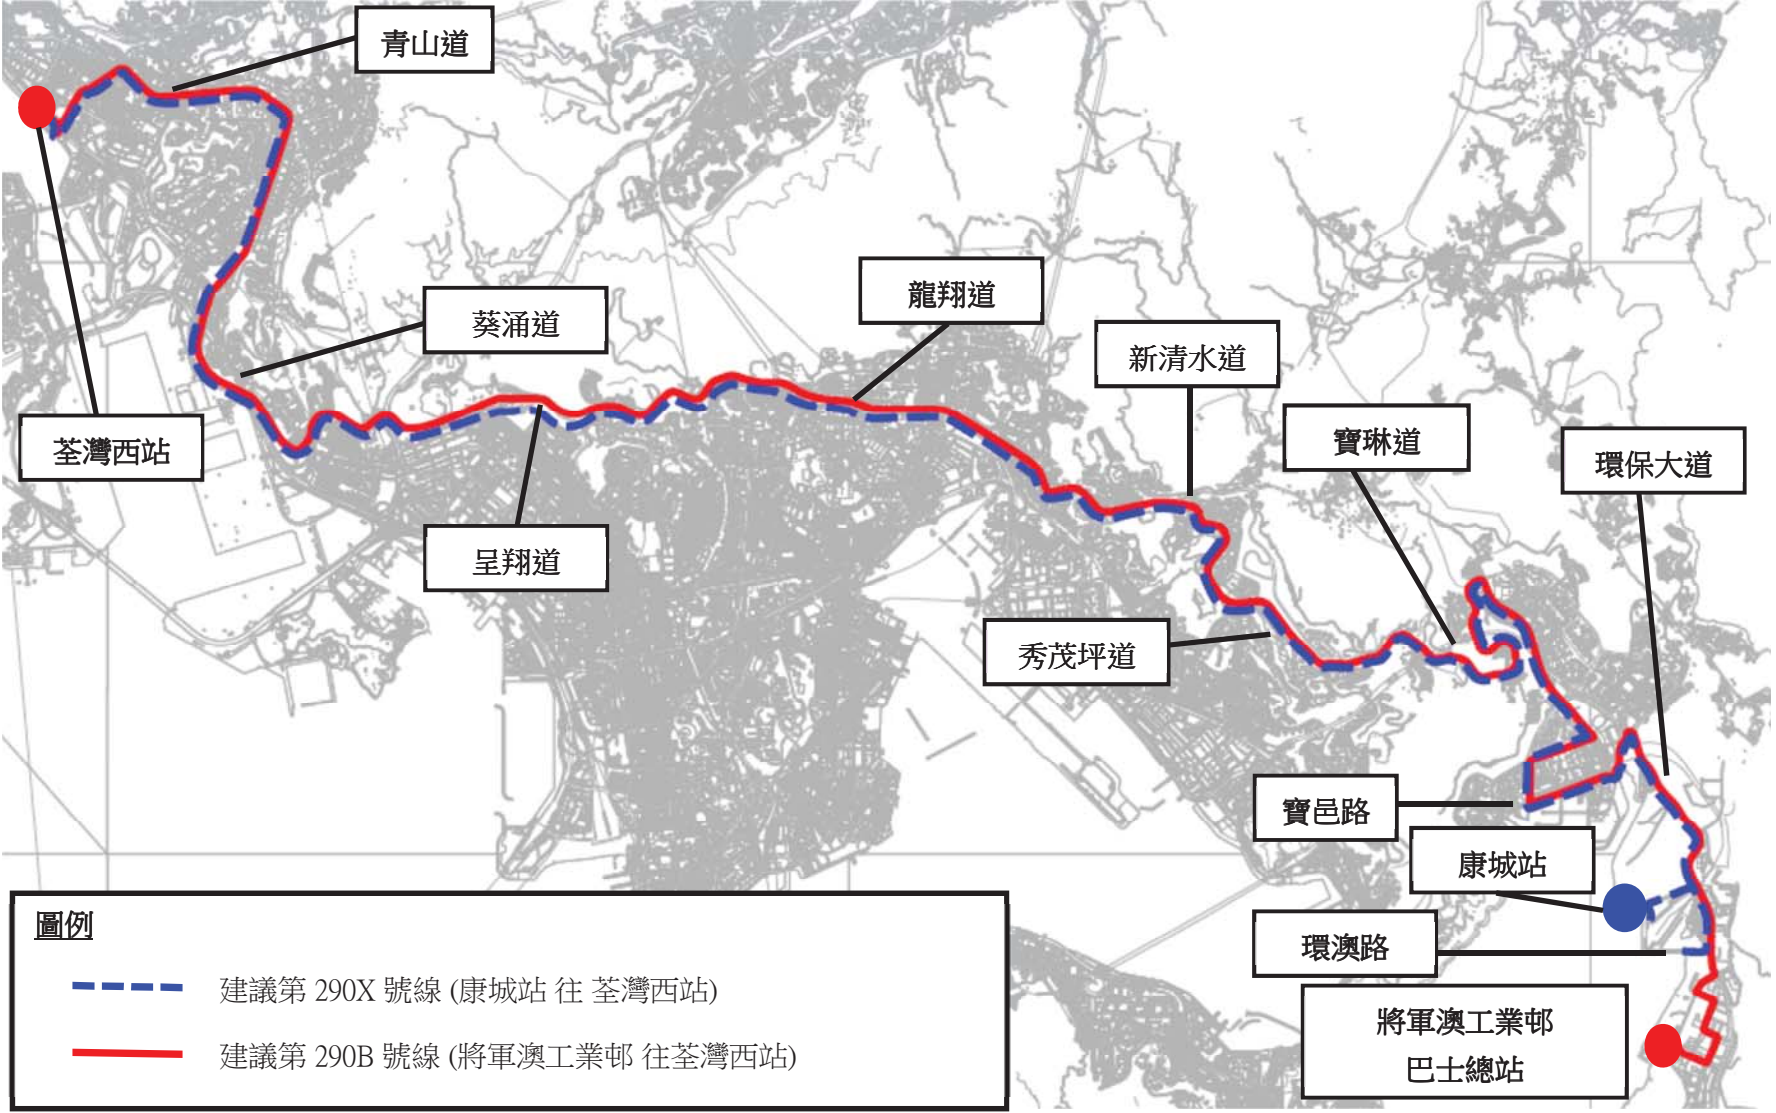 青山道
龍翔道
葵涌道
新清水道
寶琳道
荃灣西站
環保大道
呈翔道
秀茂坪道
寶邑路
康城站
環澳路
將軍澳工業邨
巴士總站
圖例
建議第 290X 號線 (康城站 往 荃灣西站)
建議第 290B 號線 (將軍澳工業邨 往荃灣西站)